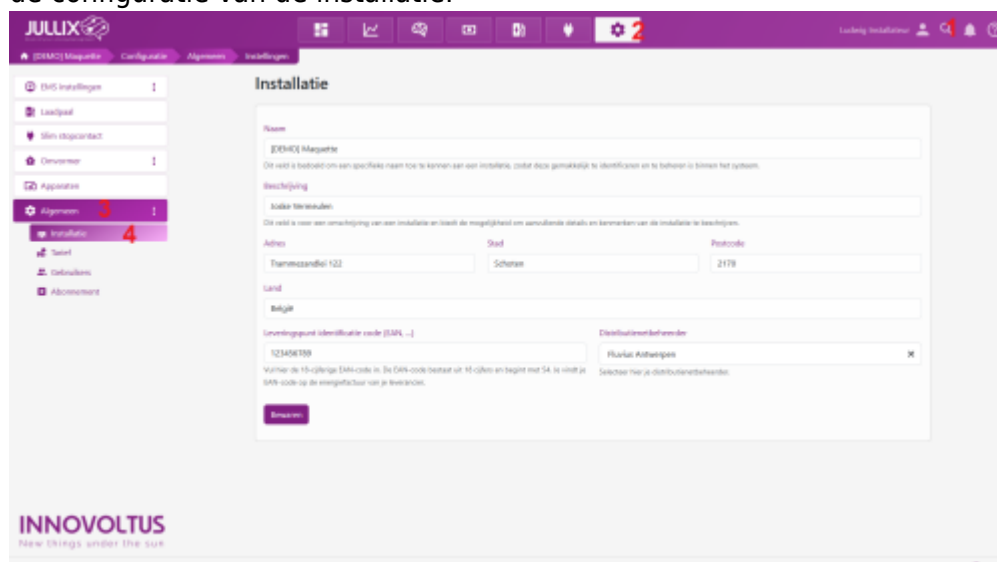 de configuratie van de installatie.
JULLIX
2
Ludwig Installateur
1
[DEMO] Maquette Configuratie Algemeen Instellingen
EMS Instellingen
Laadpaal
Slim stopcontact
Omvormer
Apparaten
Algemeen 3
Installatie 4
Tarief
Gebruikers
Abonnement
Installatie
Naam
[DEMO] Maquette
Dit veld is bedoeld om een specifieke naam toe te kennen aan een installatie, zodat deze gemakkelijk te identificeren en te beheren is binnen het systeem.
Beschrijving
Joske Vermeulen
Dit veld is voor een omschrijving van een installatie en biedt de mogelijkheid om aanvullende details en kenmerken van de installatie te beschrijven.
Adres Stad Postcode
122 Schoten 2170
Land
België
Leveringspunt identificatie code (EAN, ...) Distributienetbeheerder
123456789 Fluvius Antwerpen
Vul hier de 18-cijferige EAN-code in. De EAN-code bestaat uit 18 cijfers en begint met 54. Je vindt je Selecteer hier je distributienetbeheerder.
EAN-code op de energiefactuur van je leverancier.
Bewaren
INNOVOLTUS
New things under the sun